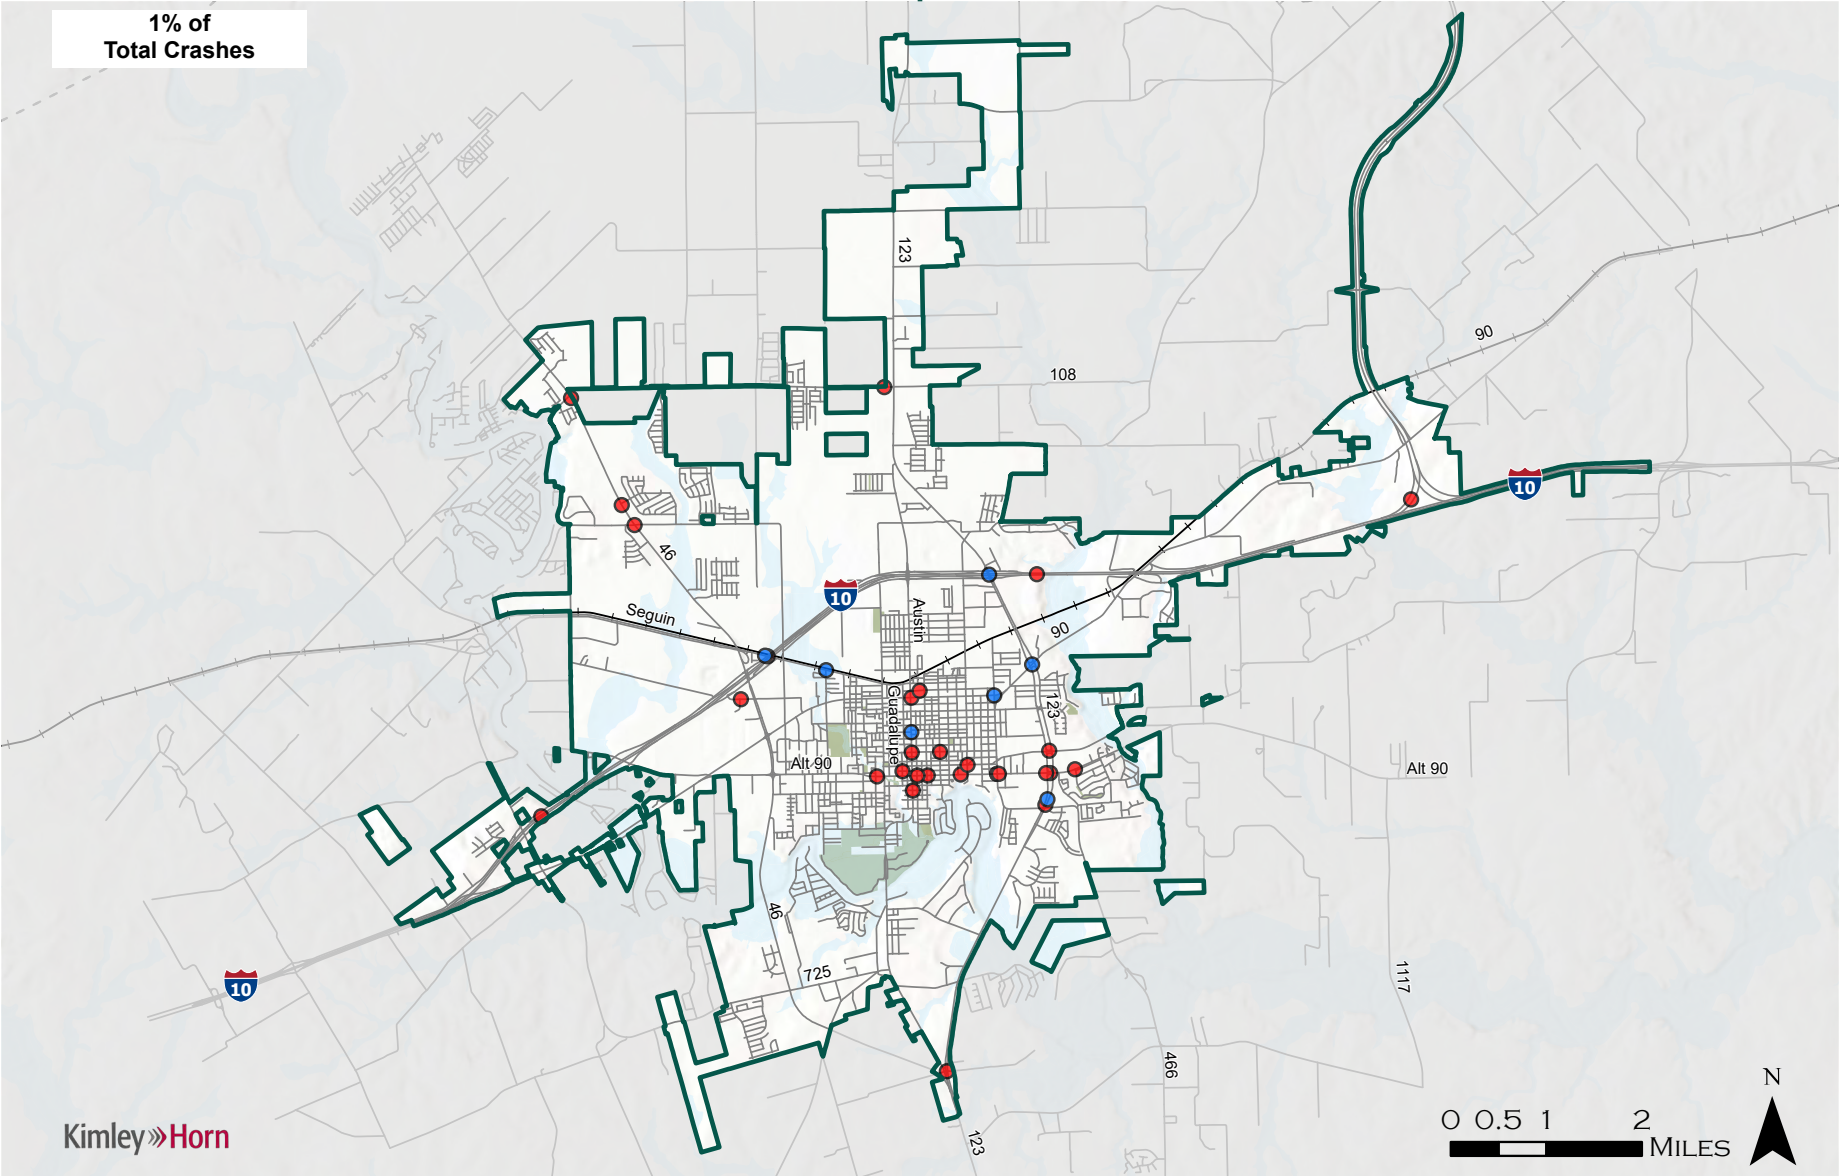 1% of
Total Crashes
123
90
108
10
46
10
Seguin
Austin
90
Guadalupe
123
Alt 90
Alt 90
46
725
10
1117
466
123
N
0 0.5 1 2
MILES
Kimley»Horn